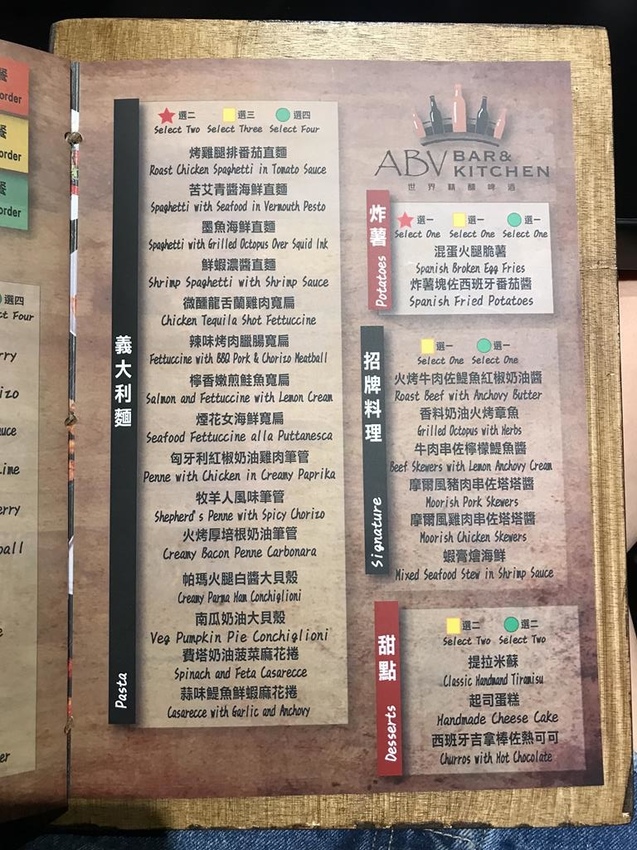 餐
order
餐
order
餐
order
選四
ct Four
erry
izo
auce
Lime
erry
ball
e
er
義大利麵
Pasta
選二 選三 選四
Select Two Select Three Select Four
烤雞腿排番茄直麵
Roast Chicken Spaghetti in Tomato Sauce
苦艾青醬海鮮直麵
Spaghetti with Seafood in Vermouth Pesto
墨魚海鮮直麵
Spaghetti with Grilled Octopus Over Squid Ink
鮮蝦濃醬直麵
Shrimp Spaghetti with Shrimp Sauce
微醺龍舌蘭雞肉寬扁
Chicken Tequila Shot Fettuccine
辣味烤肉臘腸寬扁
Fettuccine with BBQ Pork & Chorizo Meatball
檸香嫩煎鮭魚寬扁
Salmon and Fettuccine with Lemon Cream
煙花女海鮮寬扁
Seafood Fettuccine alla Puttanesca
匈牙利紅椒奶油雞肉筆管
Penne with Chicken in Creamy Paprika
牧羊人風味筆管
Shepherd's Penne with Spicy Chorizo
火烤厚培根奶油筆管
Creamy Bacon Penne Carbonara
帕瑪火腿白醬大貝殼
Creamy Parma Ham Conchiglioni
南瓜奶油大貝殼
Veg Pumpkin Pie Conchiglioni
費塔奶油菠菜麻花捲
Spinach and Feta Casarecce
蒜味鯷魚鮮蝦麻花捲
Casarecce with Garlic and Anchovy
ABV BAR & KITCHEN
世界精釀啤酒
炸薯
Potatoes
選一 選一 選一
Select One Select One Select One
混蛋火腿脆薯
Spanish Broken Egg Fries
炸薯塊佐西班牙番茄醬
Spanish Fried Potatoes
招牌料理
Signature
選一 選一
Select One Select One
火烤牛肉佐鯷魚紅椒奶油醬
Roast Beef with Anchovy Butter
香料奶油火烤章魚
Grilled Octopus with Herbs
牛肉串佐檸檬鯷魚醬
Beef Skewers with Lemon Anchovy Cream
摩爾風豬肉串佐塔塔醬
Moorish Pork Skewers
摩爾風雞肉串佐塔塔醬
Moorish Chicken Skewers
蝦膏燴海鮮
Mixed Seafood Stew in Shrimp Sauce
甜點
Desserts
選二 選二
Select Two Select Two
提拉米蘇
Classic Handmand Tiramisu
起司蛋糕
Handmade Cheese Cake
西班牙吉拿棒佐熱可可
Churros with Hot Chocolate